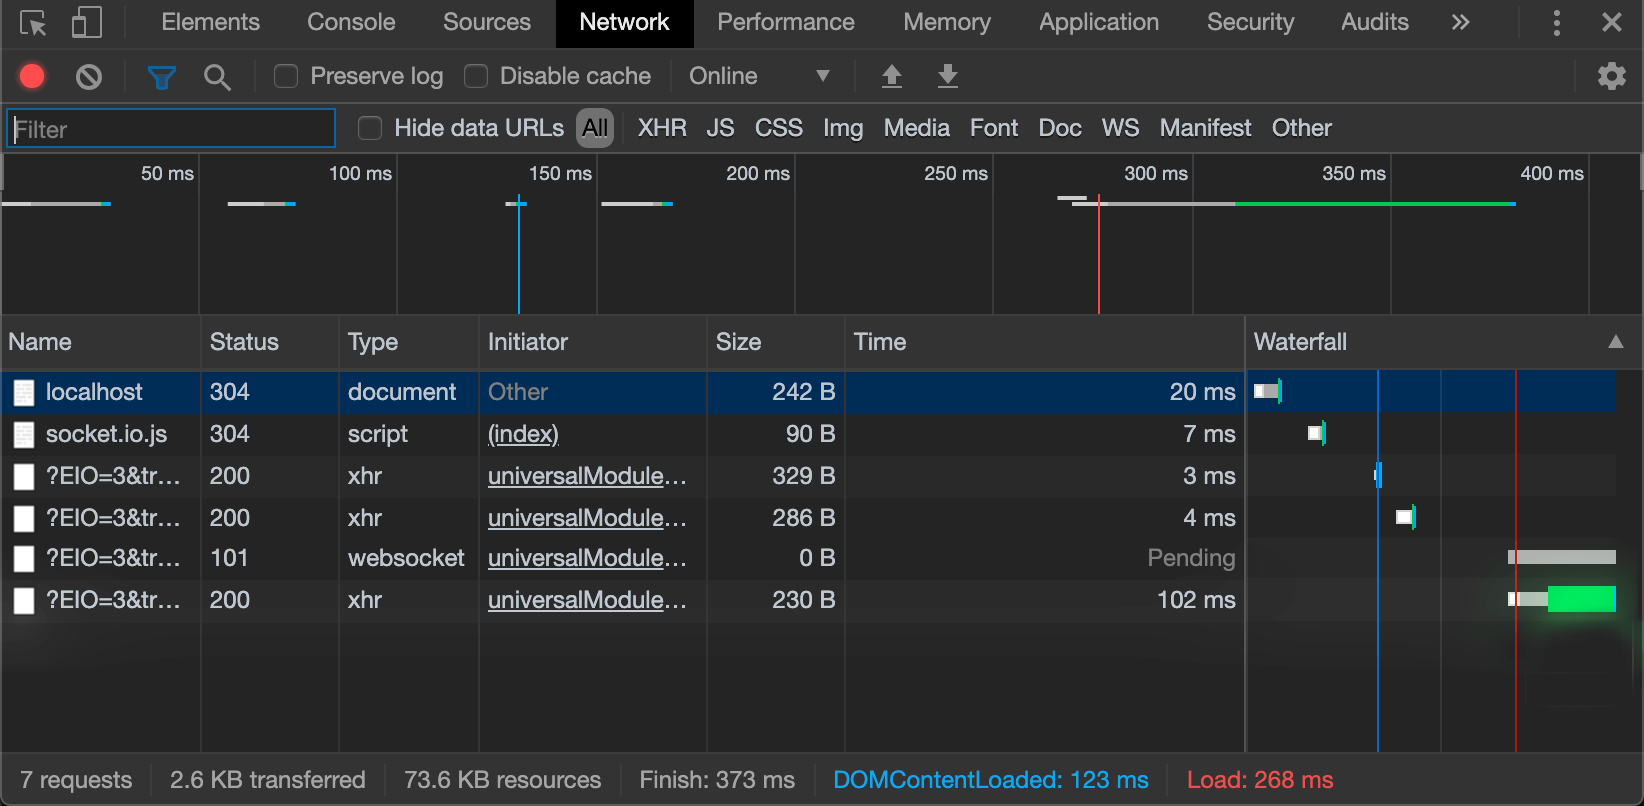 Elements Console Sources Network Performance Memory Application Security Audits »
Preserve log Disable cache Online ▼
Filter Hide data URLs All XHR JS CSS Img Media Font Doc WS Manifest Other
50 ms 100 ms 150 ms 200 ms 250 ms 300 ms 350 ms 400 ms
Name Status Type Initiator Size Time Waterfall ▲
localhost 304 document Other 242 B 20 ms
socket.io.js 304 script (index) 90 B 7 ms
?EIO=3&tr… 200 xhr universalModule… 329 B 3 ms
?EIO=3&tr… 200 xhr universalModule… 286 B 4 ms
?EIO=3&tr… 101 websocket universalModule… 0 B Pending
?EIO=3&tr… 200 xhr universalModule… 230 B 102 ms
7 requests 2.6 KB transferred 73.6 KB resources Finish: 373 ms DOMContentLoaded: 123 ms Load: 268 ms